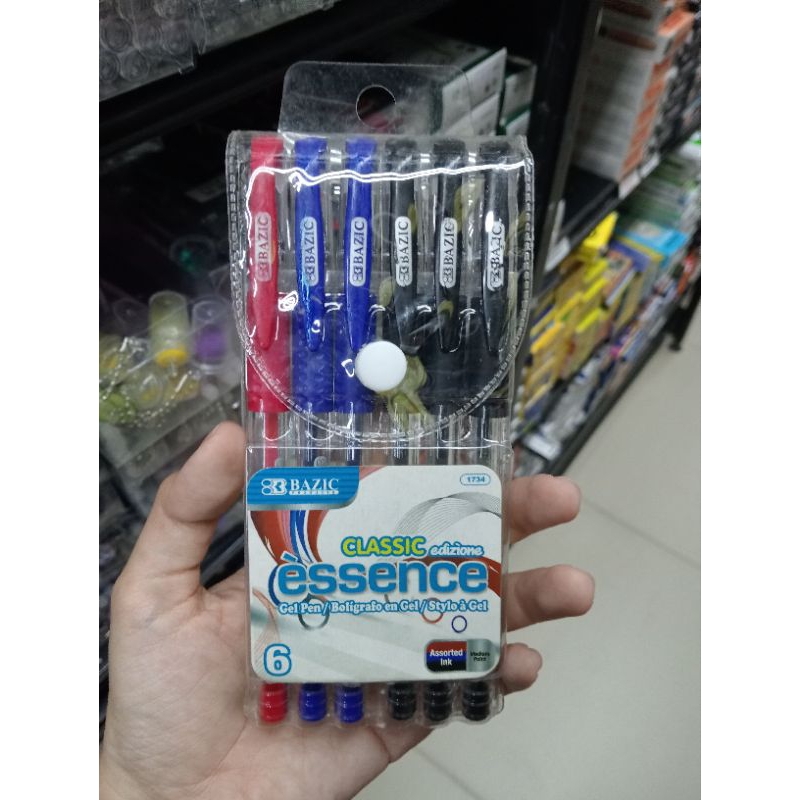 BAZIC
BAZIC
BAZIC
BAZIC
BAZIC
BAZIC
BAZIC
PRODUCTS
1734
CLASSIC edizione
èssence
Gel Pen / Bolígrafo en Gel / Stylo à Gel
6
Assorted
Ink
Medium
Point